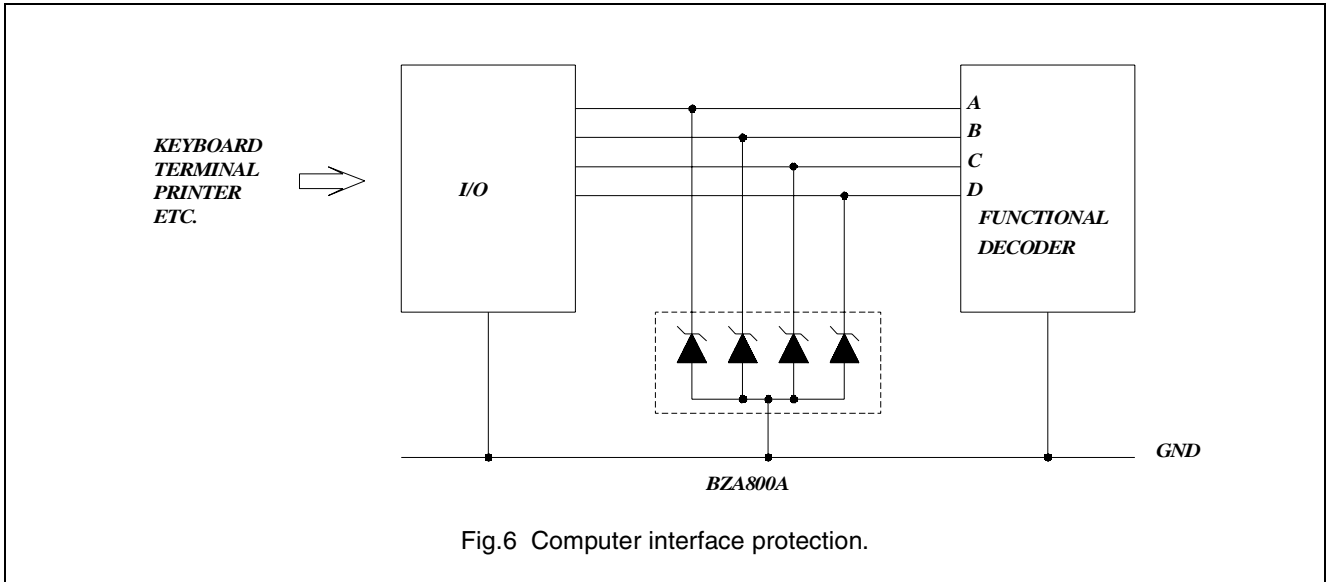 KEYBOARD
TERMINAL
PRINTER
ETC.
I/O
A
B
C
D
FUNCTIONAL
DECODER
GND
BZA800A
Fig.6 Computer interface protection.